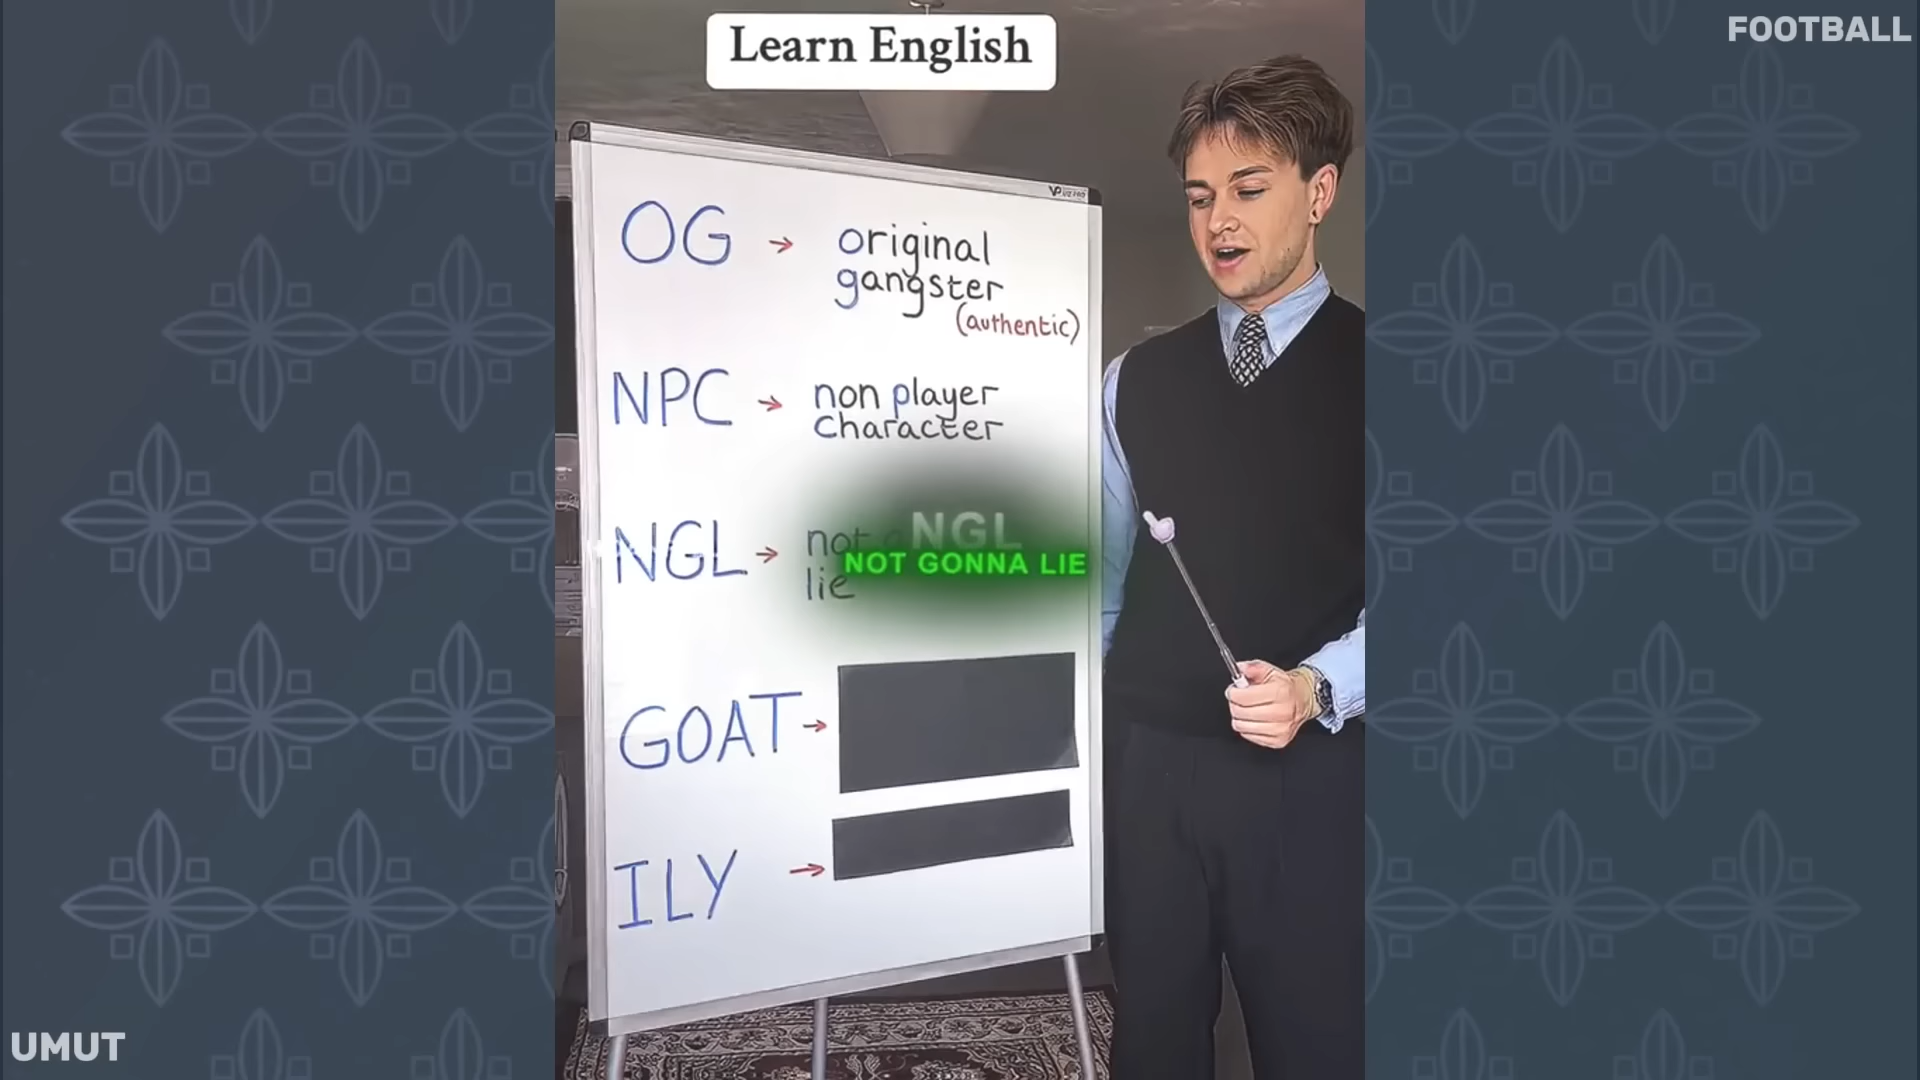 FOOTBALL
Learn English
OG → original
gangster
(authentic)
NPC → non player
character
NGL → not
lie
NGL
NOT GONNA LIE
GOAT →
ILY →
UMUT